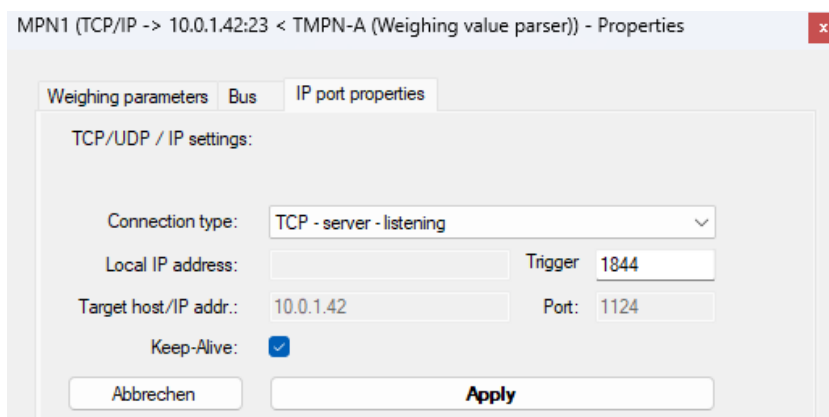 MPN1 (TCP/IP -> 10.0.1.42:23 < TMPN-A (Weighing value parser)) - Properties x
Weighing parameters Bus IP port properties
TCP/UDP / IP settings:
Connection type: TCP - server - listening
Local IP address: Trigger 1844
Target host/IP addr.: 10.0.1.42 Port: 1124
Keep-Alive:
Abbrechen Apply